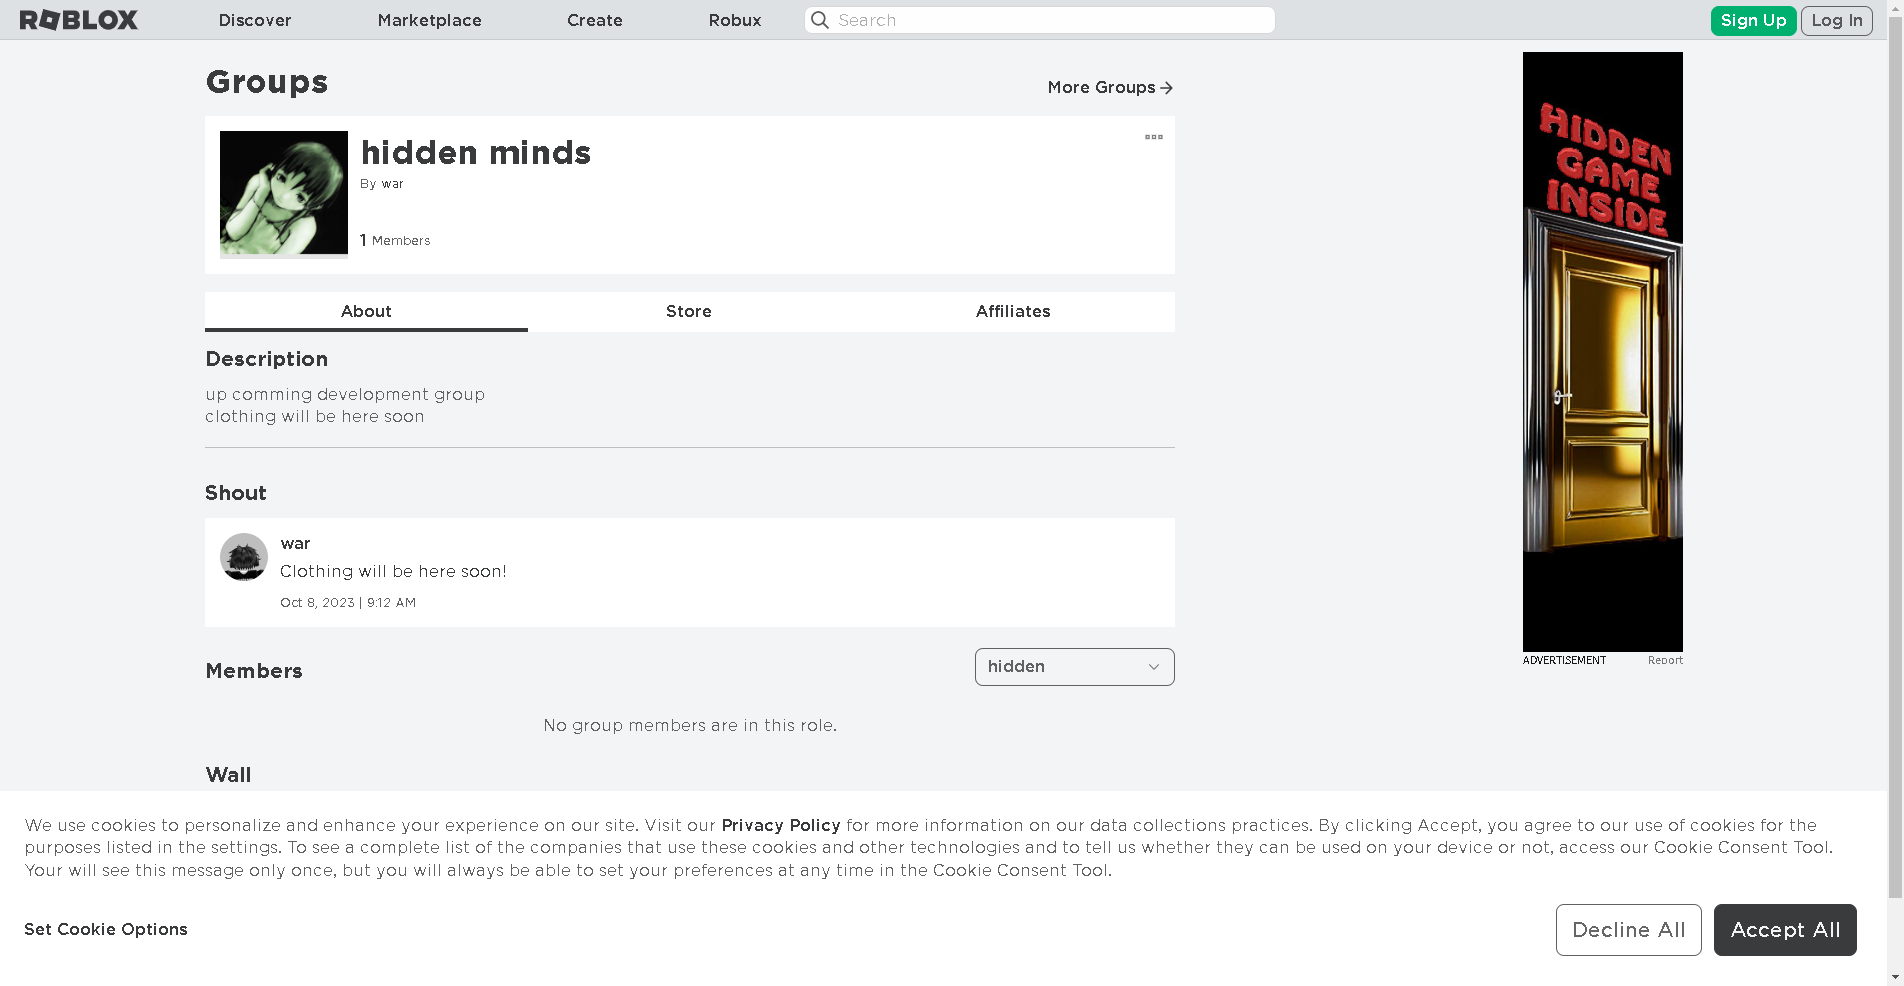 ROBLOX Discover Marketplace Create Robux Search Sign Up Log In
Groups
More Groups
hidden minds
By war
1 Members
About Store Affiliates
Description
up comming development group
clothing will be here soon
Shout
war
Clothing will be here soon!
Oct 8, 2023 | 9:12 AM
Members
hidden
No group members are in this role.
Wall
HIDDEN
GAME
INSIDE
ADVERTISEMENT Report
We use cookies to personalize and enhance your experience on our site. Visit our Privacy Policy for more information on our data collections practices. By clicking Accept, you agree to our use of cookies for the
purposes listed in the settings. To see a complete list of the companies that use these cookies and other technologies and to tell us whether they can be used on your device or not, access our Cookie Consent Tool.
Your will see this message only once, but you will always be able to set your preferences at any time in the Cookie Consent Tool.
Set Cookie Options
Decline All
Accept All